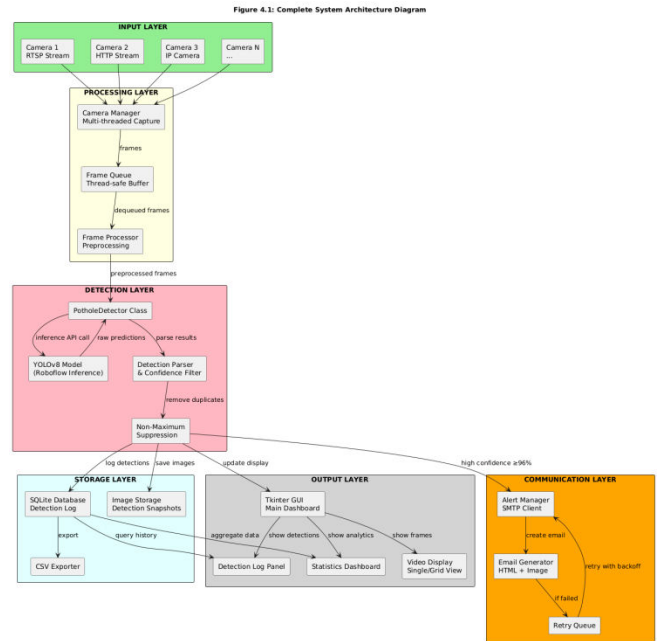 Figure 4.1: Complete System Architecture Diagram
INPUT LAYER
Camera 1
RTSP Stream
Camera 2
HTTP Stream
Camera 3
IP Camera
Camera N
...
PROCESSING LAYER
Camera Manager
Multi-threaded Capture
frames
Frame Queue
Thread-safe Buffer
dequeued frames
Frame Processor
Preprocessing
preprocessed frames
DETECTION LAYER
PotholeDetector Class
inference API call
raw predictions
parse results
YOLOv8 Model
(Roboflow Inference)
Detection Parser
& Confidence Filter
remove duplicates
Non-Maximum
Suppression
log detections
save images
update display
high confidence ≥96%
STORAGE LAYER
SQLite Database
Detection Log
Image Storage
Detection Snapshots
export
query history
CSV Exporter
OUTPUT LAYER
Tkinter GUI
Main Dashboard
aggregate data
show detections
show analytics
show frames
Detection Log Panel
Statistics Dashboard
Video Display
Single/Grid View
COMMUNICATION LAYER
Alert Manager
SMTP Client
create email
Email Generator
HTML + Image
retry with backoff
if failed
Retry Queue